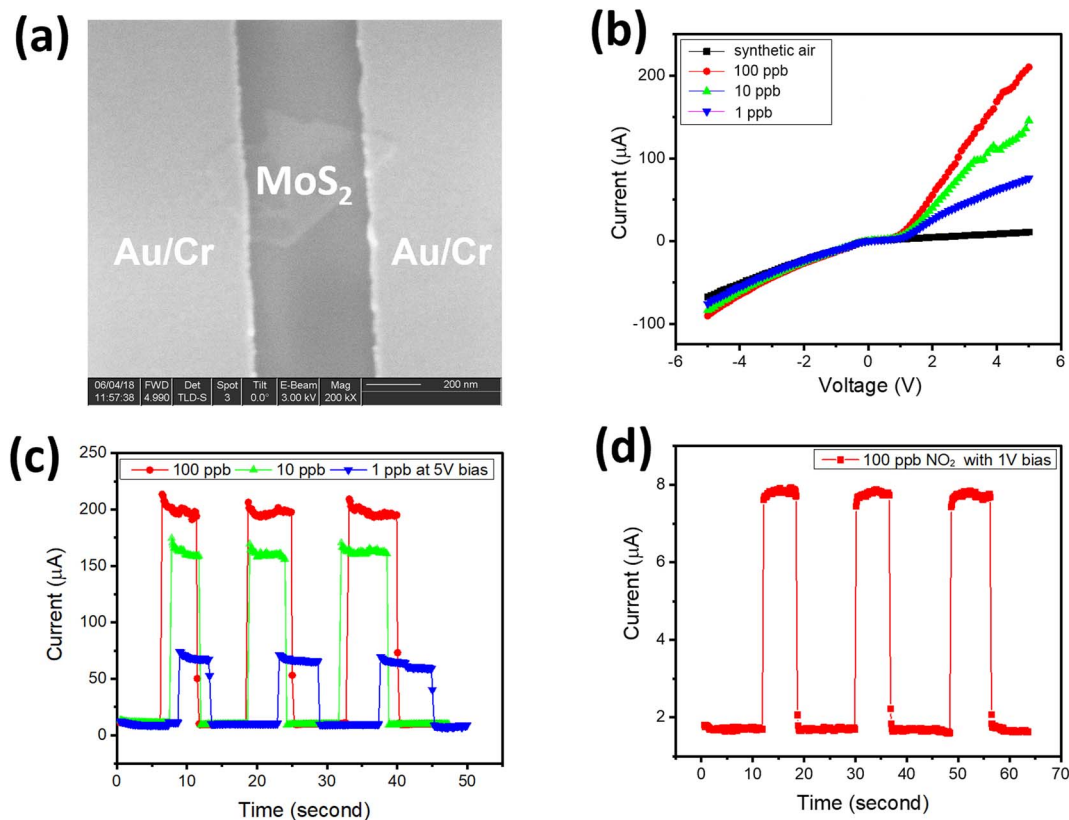 (a)
MoS₂
Au/Cr
Au/Cr
06/04/18 FWD Det Spot Tilt E-Beam Mag
11:57:38 4.990 TLD-S 3 0.0° 3.00 kV 200 kX 200 nm
(b)
synthetic air
100 ppb
10 ppb
1 ppb
200
100
0
-100
-6 -4 -2 0 2 4 6
Current (μA)
Voltage (V)
(c)
100 ppb 10 ppb 1 ppb at 5V bias
250
200
150
100
50
0
0 10 20 30 40 50
Current (μA)
Time (second)
(d)
100 ppb NO₂ with 1V bias
8
6
4
2
0 10 20 30 40 50 60 70
Current (μA)
Time (second)